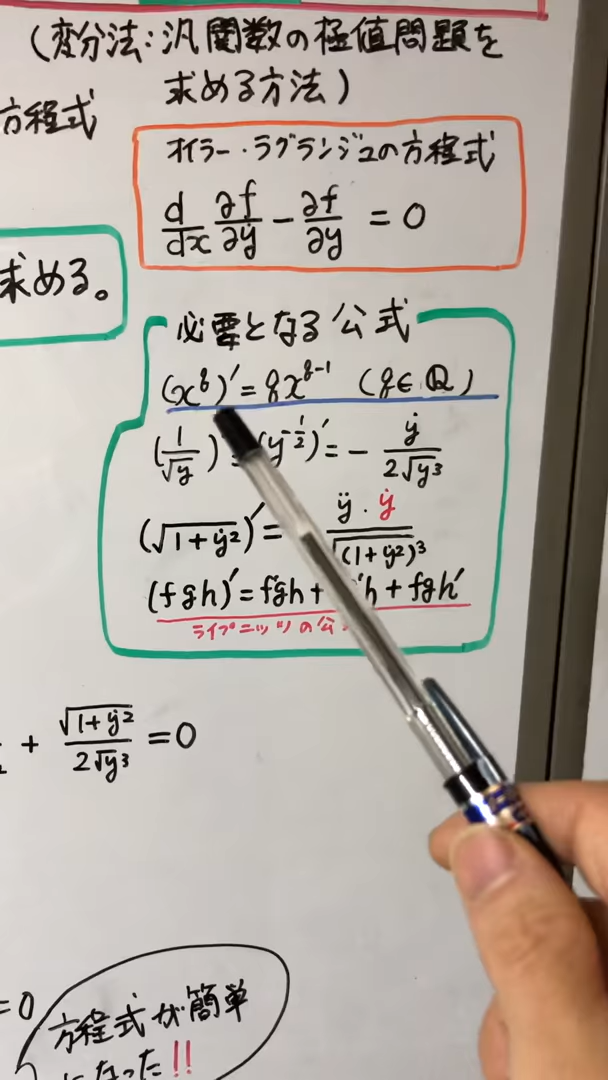 (変分法:汎関数の極値問題を
求める方法)
方程式
オイラー・ラグランジュの方程式
d/dx ∂f/∂ẏ − ∂f/∂y = 0
求める。
必要となる公式
(x^q)′ = qx^(q-1) (q∈ℚ)
(1/√y) = (y^(-1/2))′ = − ẏ/(2√y³)
(√(1+ẏ²))′ = ÿ·ẏ/√(1+ẏ²)³
(fgh)′ = f′gh + ′h + fgh′
ライプニッツの公
+ √(1+ẏ²)/(2√y³) = 0
=0
方程式が簡単
になった!!